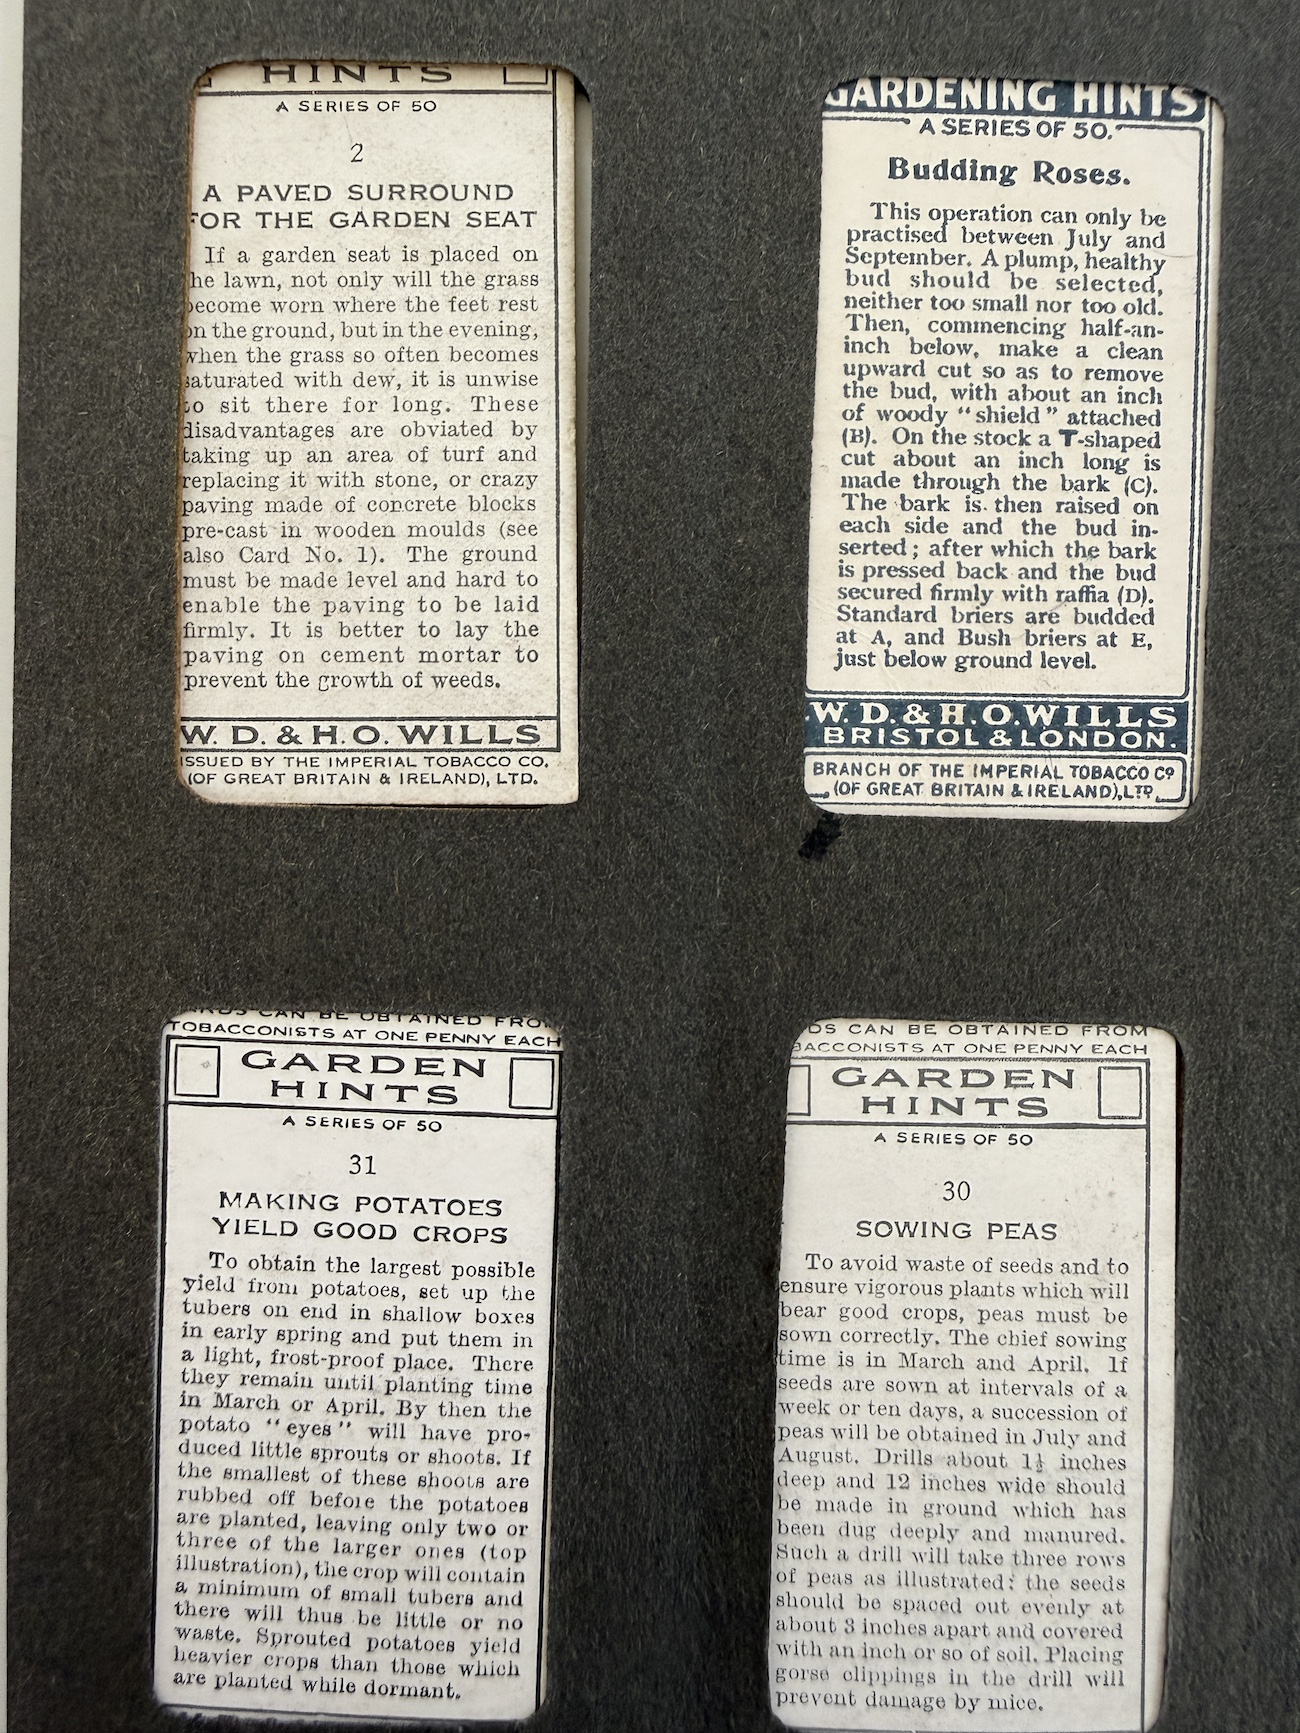 HINTS
A SERIES OF 50
2
A PAVED SURROUND
FOR THE GARDEN SEAT
If a garden seat is placed on
he lawn, not only will the grass
become worn where the feet rest
on the ground, but in the evening,
when the grass so often becomes
saturated with dew, it is unwise
to sit there for long. These
disadvantages are obviated by
taking up an area of turf and
replacing it with stone, or crazy
paving made of concrete blocks
pre-cast in wooden moulds (see
also Card No. 1). The ground
must be made level and hard to
enable the paving to be laid
firmly. It is better to lay the
paving on cement mortar to
prevent the growth of weeds.
W. D. & H. O. WILLS
ISSUED BY THE IMPERIAL TOBACCO CO.
(OF GREAT BRITAIN & IRELAND), LTD.
GARDENING HINTS
A SERIES OF 50.
Budding Roses.
This operation can only be
practised between July and
September. A plump, healthy
bud should be selected,
neither too small nor too old.
Then, commencing half-an-
inch below, make a clean
upward cut so as to remove
the bud, with about an inch
of woody "shield" attached
(B). On the stock a T-shaped
cut about an inch long is
made through the bark (C).
The bark is then raised on
each side and the bud in-
serted; after which the bark
is pressed back and the bud
secured firmly with raffia (D).
Standard briers are budded
at A, and Bush briers at E,
just below ground level.
W. D. & H. O. WILLS
BRISTOL & LONDON.
BRANCH OF THE IMPERIAL TOBACCO Cº
(OF GREAT BRITAIN & IRELAND), LTD.
CAN BE OBTAINED FROM
TOBACCONISTS AT ONE PENNY EACH
GARDEN
HINTS
A SERIES OF 50
31
MAKING POTATOES
YIELD GOOD CROPS
To obtain the largest possible
yield from potatoes, set up the
tubers on end in shallow boxes
in early spring and put them in
a light, frost-proof place. There
they remain until planting time
in March or April. By then the
potato "eyes" will have pro-
duced little sprouts or shoots. If
the smallest of these shoots are
rubbed off before the potatoes
are planted, leaving only two or
three of the larger ones (top
illustration), the crop will contain
a minimum of small tubers and
there will thus be little or no
waste. Sprouted potatoes yield
heavier crops than those which
are planted while dormant.
DS CAN BE OBTAINED FROM
BACCONISTS AT ONE PENNY EACH
GARDEN
HINTS
A SERIES OF 50
30
SOWING PEAS
To avoid waste of seeds and to
ensure vigorous plants which will
bear good crops, peas must be
sown correctly. The chief sowing
time is in March and April. If
seeds are sown at intervals of a
week or ten days, a succession of
peas will be obtained in July and
August. Drills about 1½ inches
deep and 12 inches wide should
be made in ground which has
been dug deeply and manured.
Such a drill will take three rows
of peas as illustrated; the seeds
should be spaced out evenly at
about 3 inches apart and covered
with an inch or so of soil. Placing
gorse clippings in the drill will
prevent damage by mice.